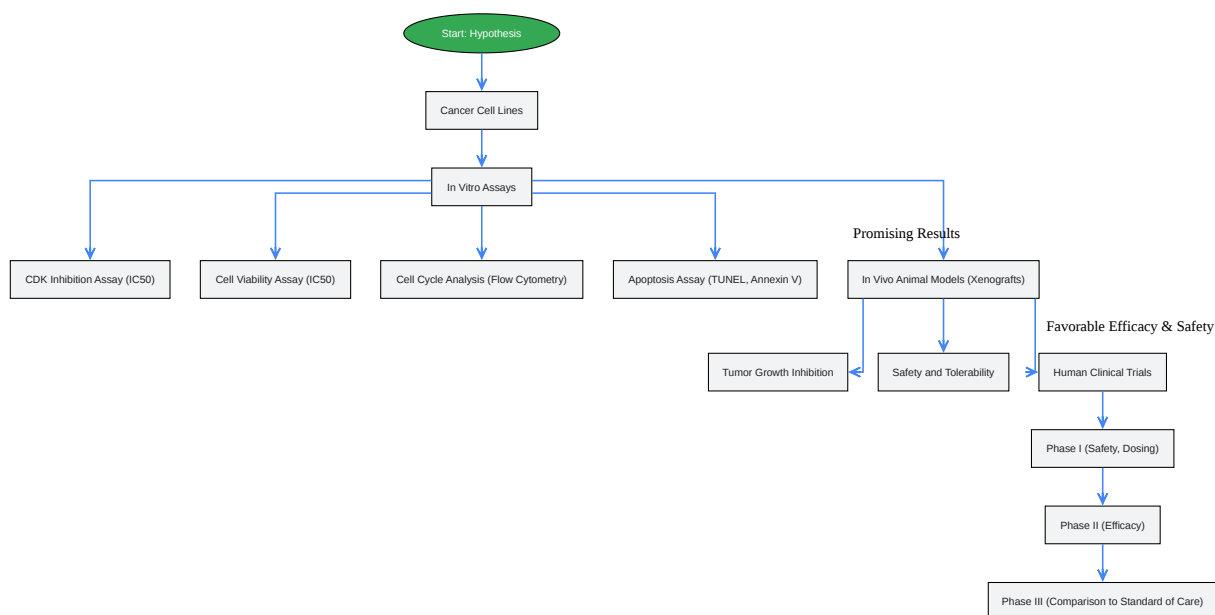 Start: Hypothesis
Cancer Cell Lines
In Vitro Assays
Promising Results
CDK Inhibition Assay (IC50)
Cell Viability Assay (IC50)
Cell Cycle Analysis (Flow Cytometry)
Apoptosis Assay (TUNEL, Annexin V)
In Vivo Animal Models (Xenografts)
Favorable Efficacy & Safety
Tumor Growth Inhibition
Safety and Tolerability
Human Clinical Trials
Phase I (Safety, Dosing)
Phase II (Efficacy)
Phase III (Comparison to Standard of Care)